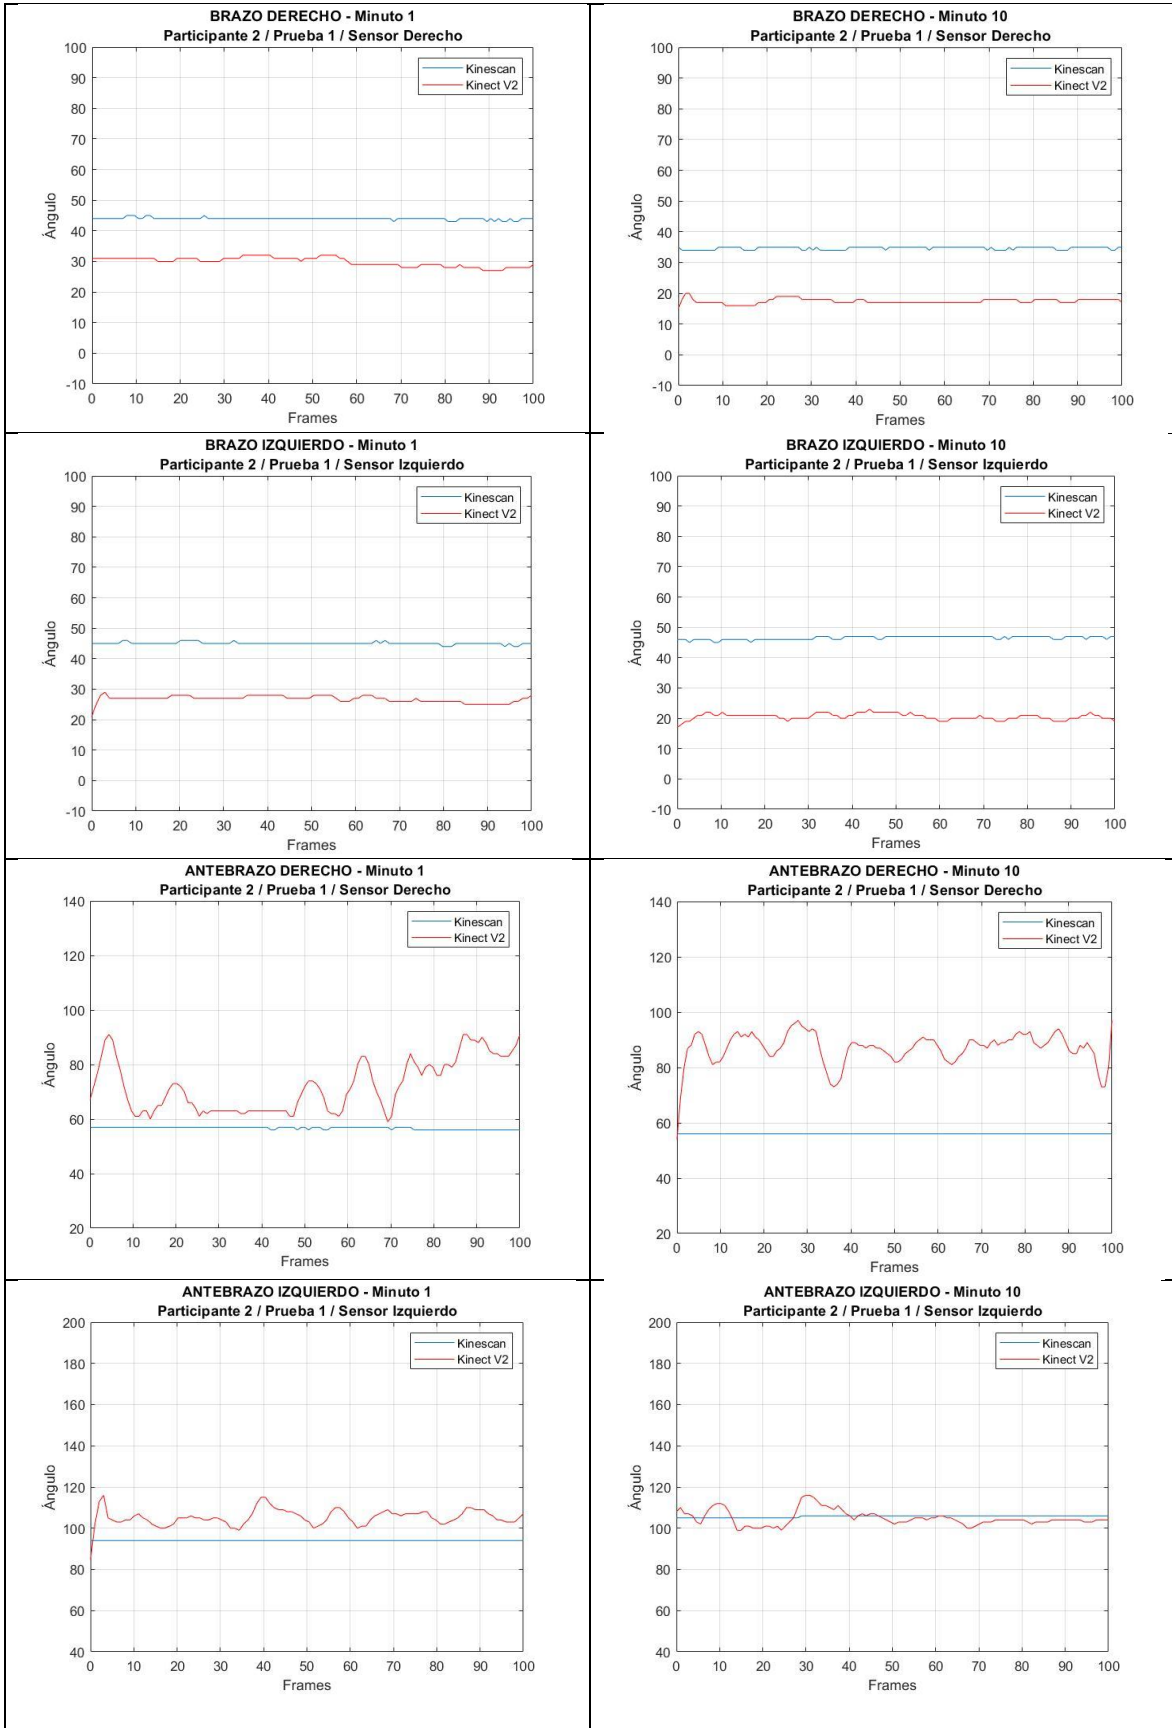 BRAZO DERECHO - Minuto 1
Participante 2 / Prueba 1 / Sensor Derecho
100
90
80
70
60
50
40
30
20
10
0
-10
Ángulo
Kinescan
Kinect V2
0 10 20 30 40 50 60 70 80 90 100
Frames
BRAZO DERECHO - Minuto 10
Participante 2 / Prueba 1 / Sensor Derecho
100
90
80
70
60
50
40
30
20
10
0
-10
Ángulo
Kinescan
Kinect V2
0 10 20 30 40 50 60 70 80 90 100
Frames
BRAZO IZQUIERDO - Minuto 1
Participante 2 / Prueba 1 / Sensor Izquierdo
100
90
80
70
60
50
40
30
20
10
0
-10
Ángulo
Kinescan
Kinect V2
0 10 20 30 40 50 60 70 80 90 100
Frames
BRAZO IZQUIERDO - Minuto 10
Participante 2 / Prueba 1 / Sensor Izquierdo
100
90
80
70
60
50
40
30
20
10
0
-10
Ángulo
Kinescan
Kinect V2
0 10 20 30 40 50 60 70 80 90 100
Frames
ANTEBRAZO DERECHO - Minuto 1
Participante 2 / Prueba 1 / Sensor Derecho
140
120
100
80
60
40
20
Ángulo
Kinescan
Kinect V2
0 10 20 30 40 50 60 70 80 90 100
Frames
ANTEBRAZO DERECHO - Minuto 10
Participante 2 / Prueba 1 / Sensor Derecho
140
120
100
80
60
40
20
Ángulo
Kinescan
Kinect V2
0 10 20 30 40 50 60 70 80 90 100
Frames
ANTEBRAZO IZQUIERDO - Minuto 1
Participante 2 / Prueba 1 / Sensor Izquierdo
200
180
160
140
120
100
80
60
40
Ángulo
Kinescan
Kinect V2
0 10 20 30 40 50 60 70 80 90 100
Frames
ANTEBRAZO IZQUIERDO - Minuto 10
Participante 2 / Prueba 1 / Sensor Izquierdo
200
180
160
140
120
100
80
60
40
Ángulo
Kinescan
Kinect V2
0 10 20 30 40 50 60 70 80 90 100
Frames